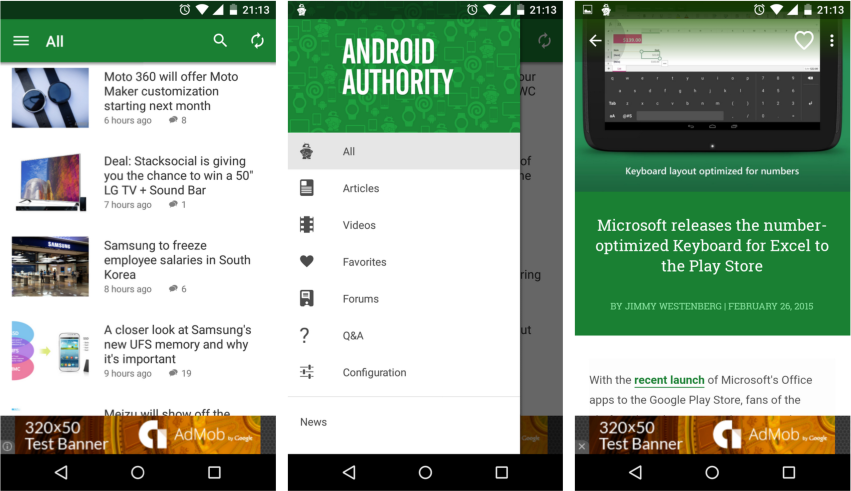 21:13
All
Moto 360 will offer Moto
Maker customization
starting next month
6 hours ago 8
Deal: Stacksocial is giving
you the chance to win a 50"
LG TV + Sound Bar
7 hours ago 1
SAMSUNG
Samsung to freeze
employee salaries in South
Korea
8 hours ago 6
A closer look at Samsung's
new UFS memory and why
it's important
9 hours ago 19
Meizu will show off the
320x50
Test Banner
AdMob by Google
21:13
ANDROID
AUTHORITY
All
Articles
Videos
Favorites
Forums
Q&A
Configuration
News
320x50
Test Banner
AdMob by Google
21:13
Keyboard layout optimized for numbers
Microsoft releases the number-
optimized Keyboard for Excel to
the Play Store
BY JIMMY WESTENBERG | FEBRUARY 26, 2015
With the recent launch of Microsoft's Office
apps to the Google Play Store, fans of the
320x50
Test Banner
AdMob by Google